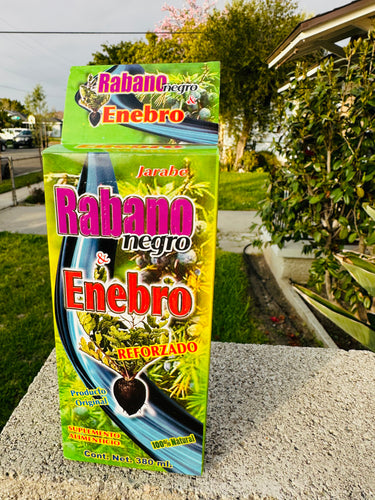 Rabano
negro
&
Enebro
Jarabe
Rabano
negro
&
Enebro
REFORZADO
Producto
Original
SUPLEMENTO
ALIMENTICIO
100% Natural
Cont. Net. 380 ml.